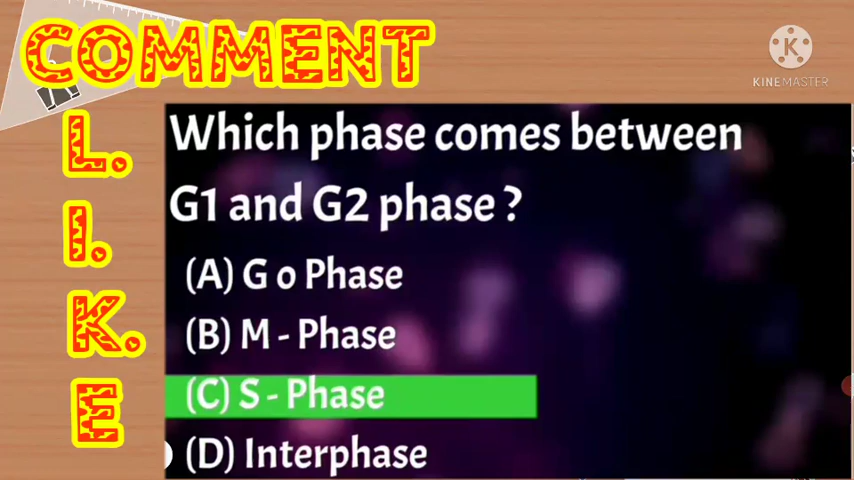 COMMENT
K
KINEMASTER
L.
I.
K.
E
Which phase comes between
G1 and G2 phase ?
(A) G o Phase
(B) M - Phase
(C) S - Phase
(D) Interphase